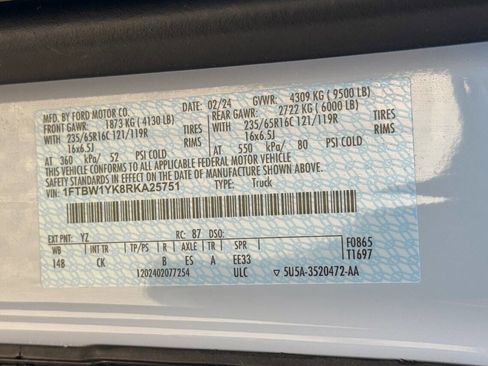 MFD. BY FORD MOTOR CO.
DATE: 02/24 GVWR: 4309 KG ( 9500 LB)
FRONT GAWR: 1873 KG ( 4130 LB)
REAR GAWR: 2722 KG ( 6000 LB)
WITH 235/65R16C 121/119R TIRES
WITH 235/65R16C 121/119R TIRES
16x6.5J RIMS
16x6.5J RIMS
AT 360 kPa/ 52 PSI COLD
AT 550 kPa/ 80 PSI COLD
THIS VEHICLE CONFORMS TO ALL APPLICABLE FEDERAL MOTOR VEHICLE
SAFETY STANDARDS IN EFFECT ON THE DATE OF MANUFACTURE SHOWN ABOVE.
VIN: 1FTBW1YK8RKA25751 TYPE: Truck
EXT PNT: YZ RC: 87 DSO:
WB INT TR TP/PS R AXLE TR SPR
148 CK B ES A EE33
1202402077254 ULC
F0865
T1697
5U5A-3520472-AA